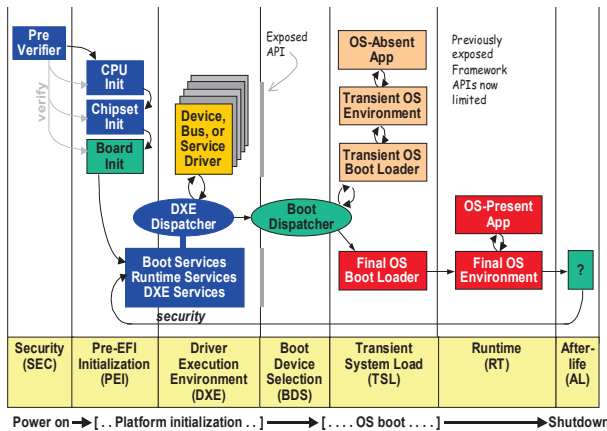 Pre
Verifier
verify
CPU
Init
Chipset
Init
Board
Init
Device,
Bus, or
Service
Driver
Exposed
API
OS-Absent
App
Transient OS
Environment
Transient OS
Boot Loader
Previously
exposed
Framework
APIs now
limited
DXE
Dispatcher
Boot
Dispatcher
OS-Present
App
Boot Services
Runtime Services
DXE Services
Final OS
Boot Loader
Final OS
Environment
?
security
Security
(SEC)
Pre-EFI
Initialization
(PEI)
Driver
Execution
Environment
(DXE)
Boot
Device
Selection
(BDS)
Transient
System Load
(TSL)
Runtime
(RT)
After-
life
(AL)
Power on [ . . Platform initialization . . ] [ . . . . OS boot . . . . ] Shutdown